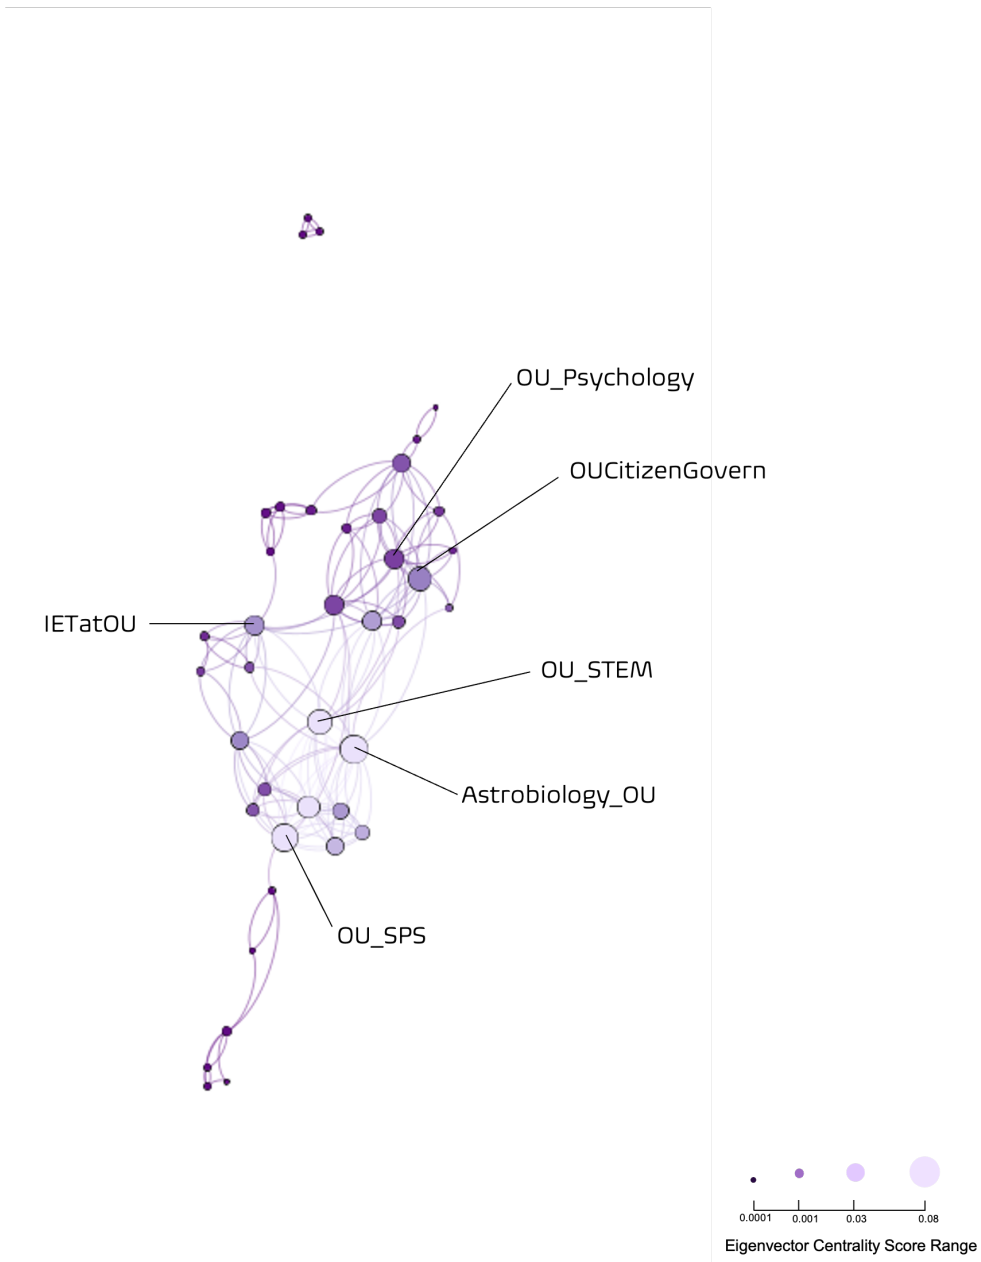 OU_Psychology
OUCitizenGovern
IETatOU
OU_STEM
Astrobiology_OU
OU_SPS
0.0001 0.001 0.03 0.08
Eigenvector Centrality Score Range